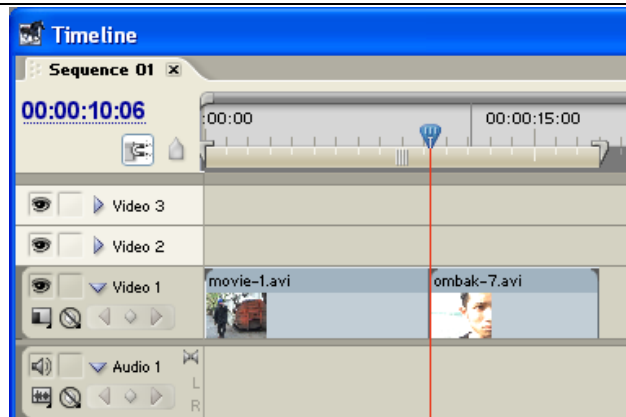 Timeline
Sequence 01
00:00:10:06
:00:00
00:00:15:00
Video 3
Video 2
Video 1
movie-1.avi
ombak-7.avi
Audio 1
L
R